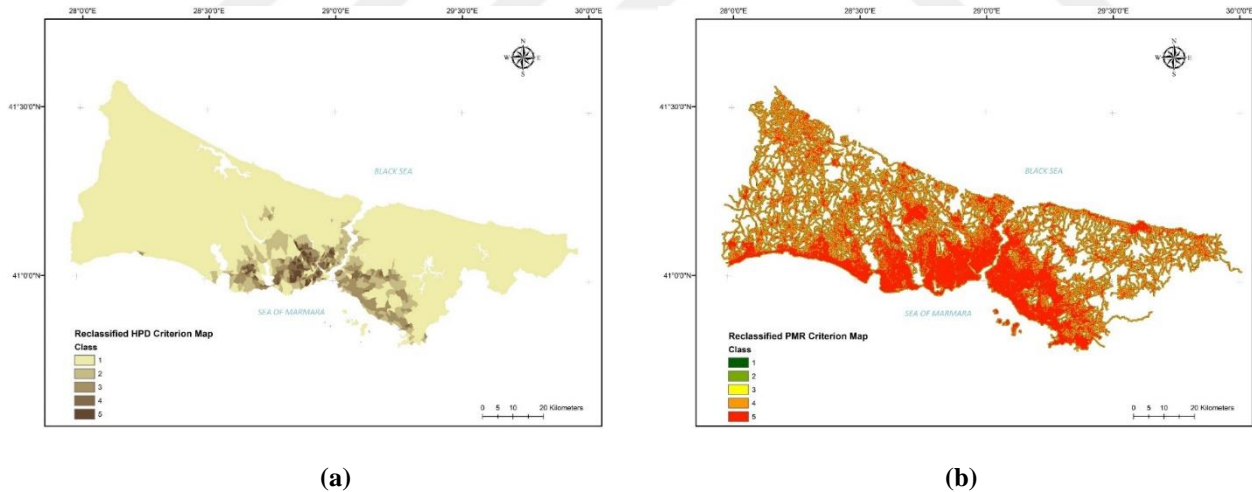 28°0'0"E 28°30'0"E 29°0'0"E 29°30'0"E 30°0'0"E
N
W E
S
41°30'0"N
BLACK SEA
41°0'0"N
SEA OF MARMARA
Reclassified HPD Criterion Map
Class
1
2
3
4
5
0 5 10 20 Kilometers
(a)
28°0'0"E 28°30'0"E 29°0'0"E 29°30'0"E 30°0'0"E
N
W E
S
41°30'0"N
BLACK SEA
41°0'0"N
SEA OF MARMARA
Reclassified PMR Criterion Map
Class
1
2
3
4
5
0 5 10 20 Kilometers
(b)